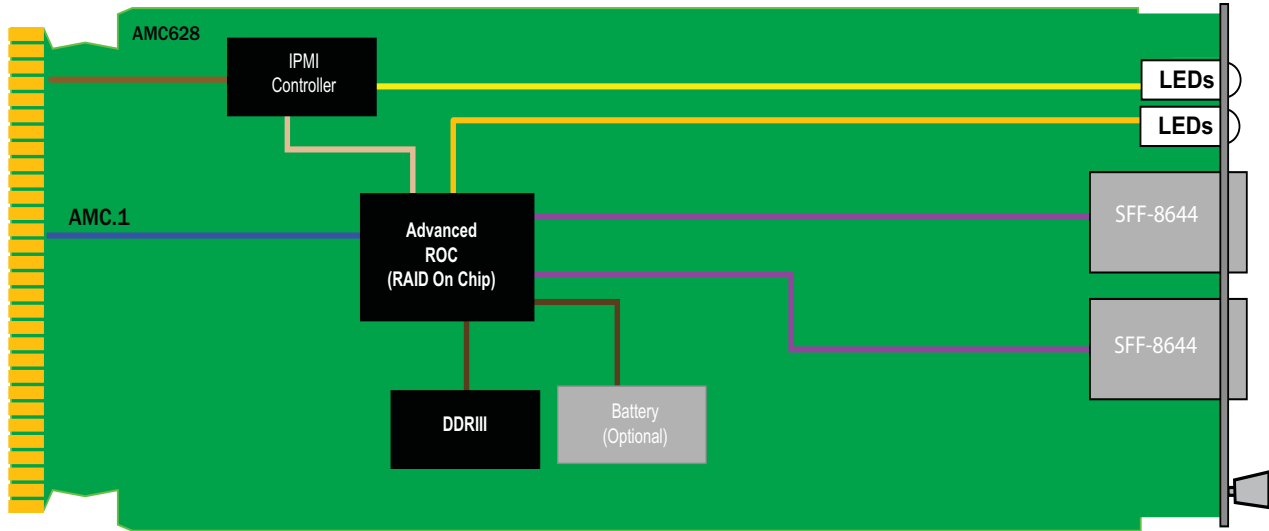 AMC628
IPMI
Controller
LEDs
LEDs
AMC.1
Advanced
ROC
(RAID On Chip)
SFF-8644
SFF-8644
DDRIII
Battery
(Optional)